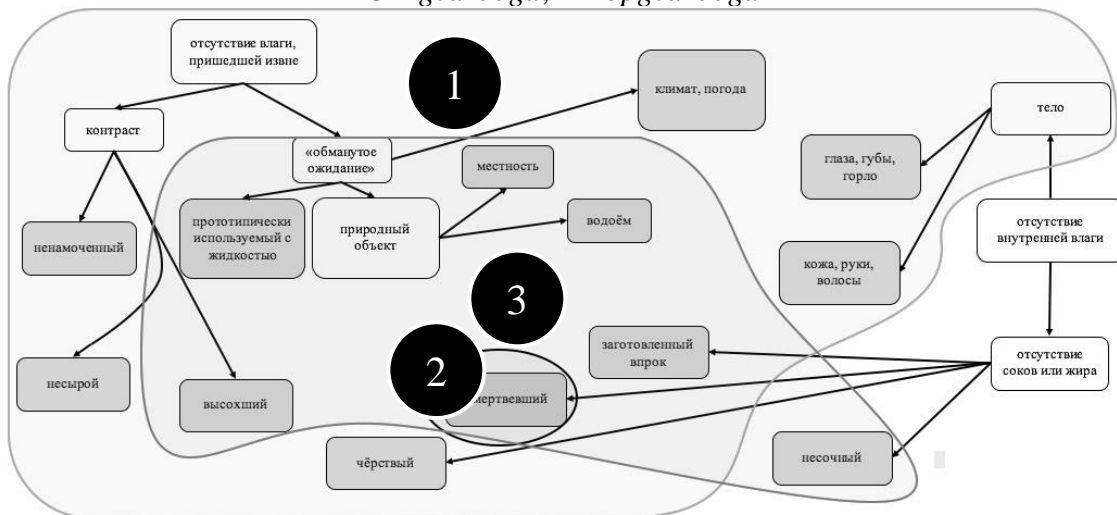 отсутствие влаги,
пришедшей извне
1
климат, погода
тело
контраст
«обманутое
ожидание»
глаза, губы,
горло
местность
ненамоченный
прототипически
используемый с
жидкостью
природный
объект
водоём
отсутствие
внутренней влаги
кожа, руки,
волосы
3
заготовленный
впрок
отсутствие
соков или жира
2
несырой
высохший
чёрствый
несочный